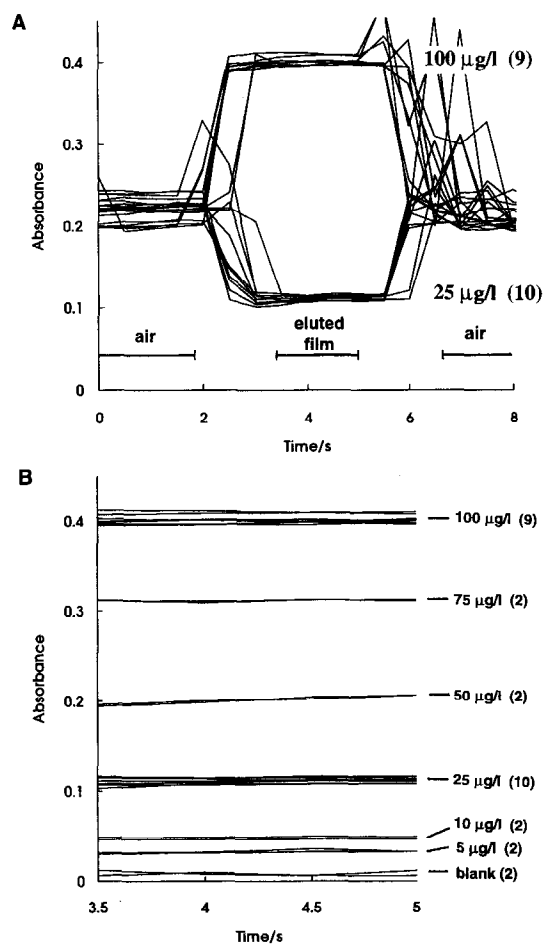 A
0.4
0.3
0.2
0.1
0
Absorbance
100 µg/l (9)
25 µg/l (10)
air
eluted
film
air
0
2
4
6
8
Time/s
B
0.4
0.3
0.2
0.1
0
Absorbance
100 µg/l (9)
75 µg/l (2)
50 µg/l (2)
25 µg/l (10)
10 µg/l (2)
5 µg/l (2)
blank (2)
3.5
4
4.5
5
Time/s